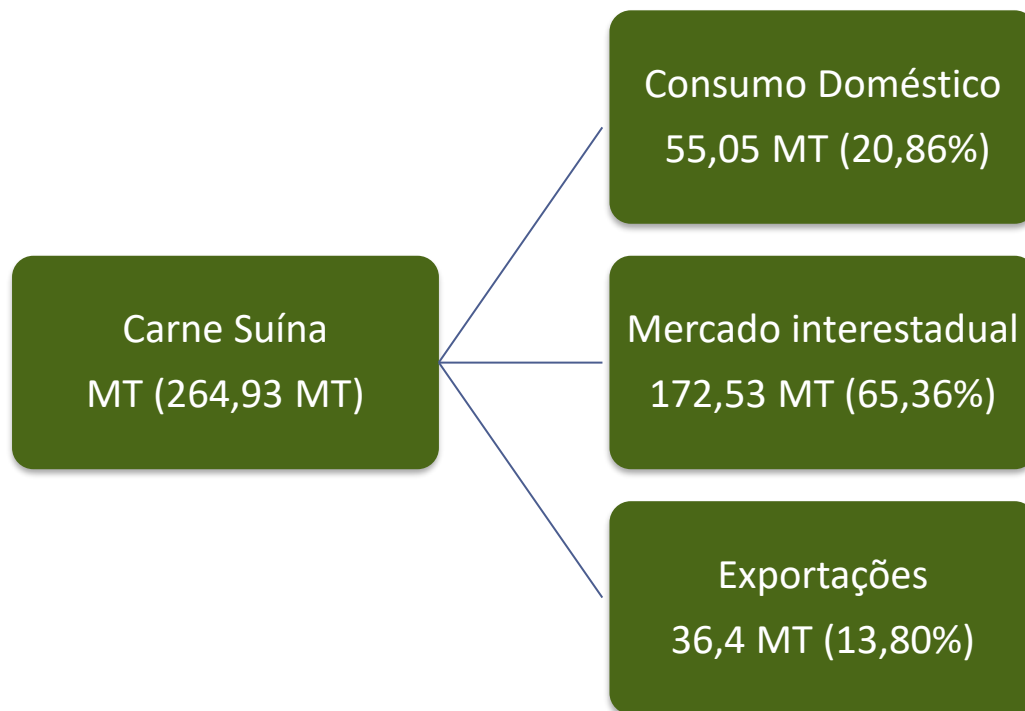 Carne Suína
MT (264,93 MT)
Consumo Doméstico
55,05 MT (20,86%)
Mercado interestadual
172,53 MT (65,36%)
Exportações
36,4 MT (13,80%)